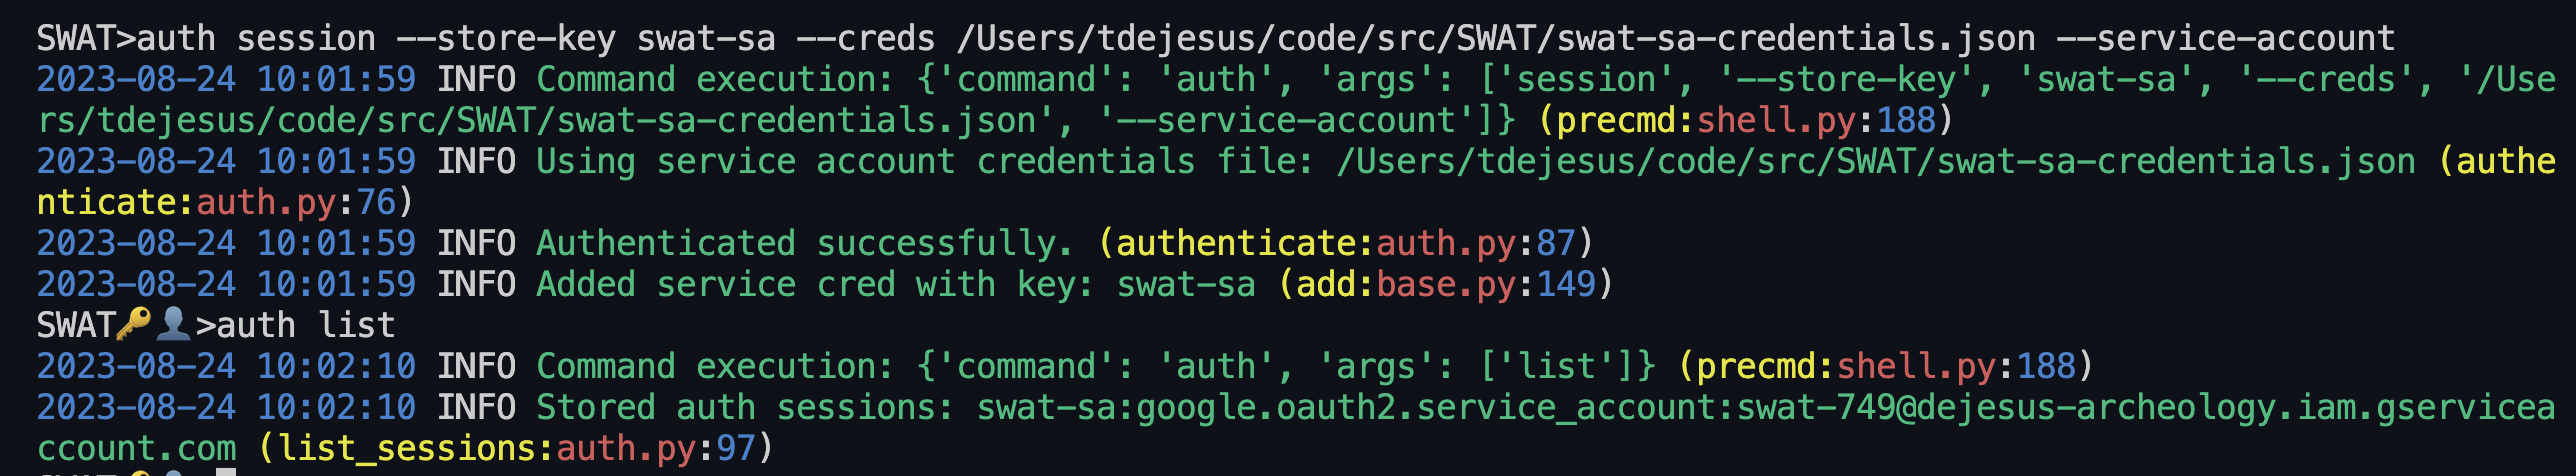 SWAT>auth session --store-key swat-sa --creds /Users/tdejesus/code/src/SWAT/swat-sa-credentials.json --service-account
2023-08-24 10:01:59 INFO Command execution: {'command': 'auth', 'args': ['session', '--store-key', 'swat-sa', '--creds', '/Use
rs/tdejesus/code/src/SWAT/swat-sa-credentials.json', '--service-account']} (precmd:shell.py:188)
2023-08-24 10:01:59 INFO Using service account credentials file: /Users/tdejesus/code/src/SWAT/swat-sa-credentials.json (authe
nticate:auth.py:76)
2023-08-24 10:01:59 INFO Authenticated successfully. (authenticate:auth.py:87)
2023-08-24 10:01:59 INFO Added service cred with key: swat-sa (add:base.py:149)
SWAT🔑👤>auth list
2023-08-24 10:02:10 INFO Command execution: {'command': 'auth', 'args': ['list']} (precmd:shell.py:188)
2023-08-24 10:02:10 INFO Stored auth sessions: swat-sa:google.oauth2.service_account:swat-749@dejesus-archeology.iam.gservicea
ccount.com (list_sessions:auth.py:97)